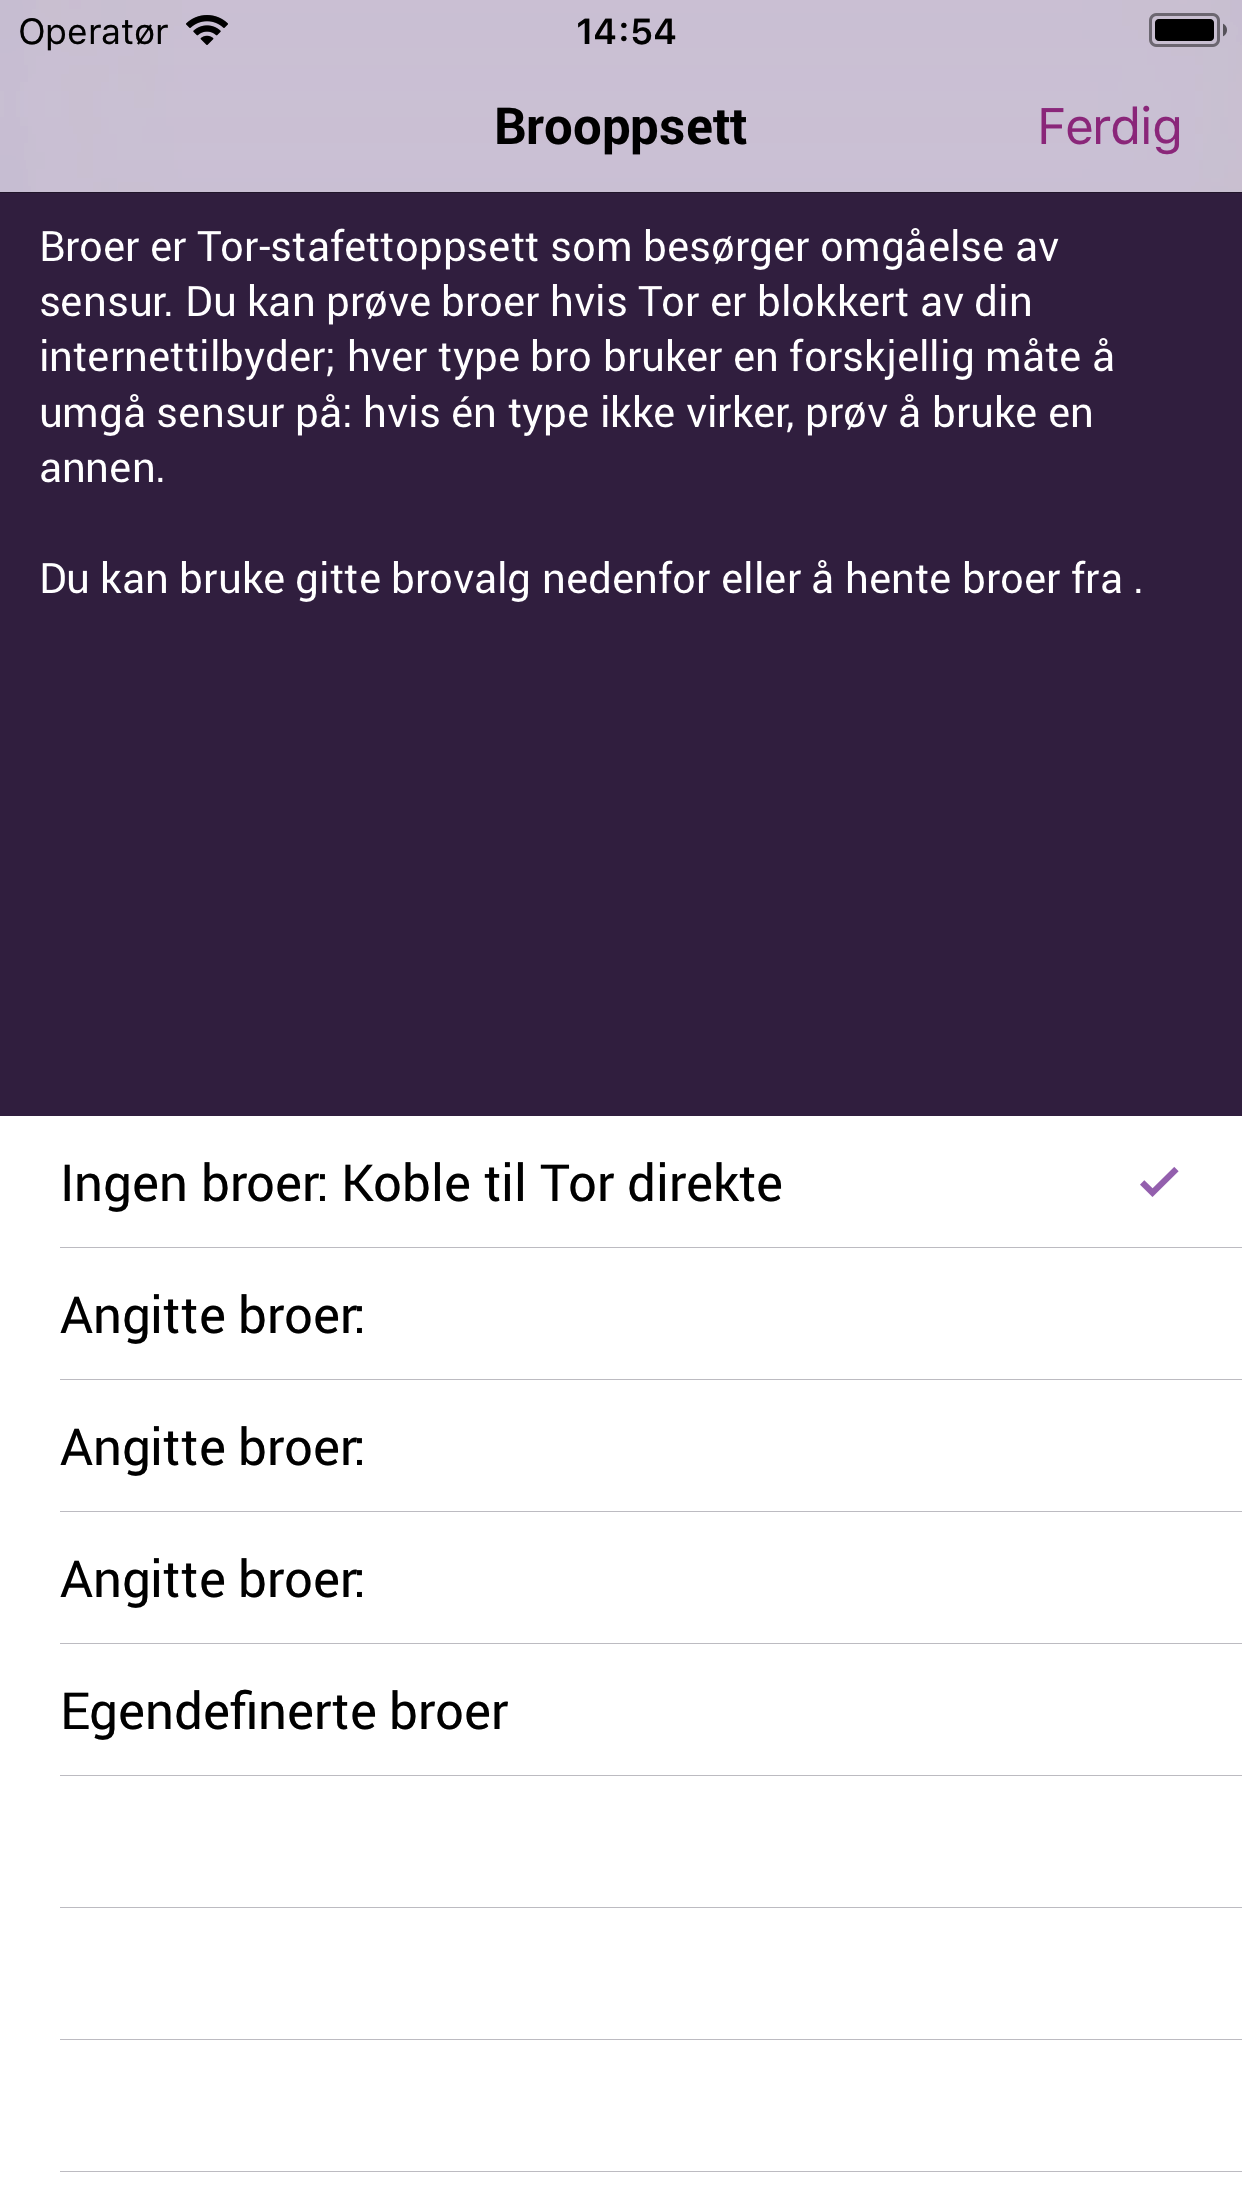 Operatør
14:54
Brooppsett
Ferdig
Broer er Tor-stafettoppsett som besørger omgåelse av
sensur. Du kan prøve broer hvis Tor er blokkert av din
internettilbyder; hver type bro bruker en forskjellig måte å
umgå sensur på: hvis én type ikke virker, prøv å bruke en
annen.
Du kan bruke gitte brovalg nedenfor eller å hente broer fra .
Ingen broer: Koble til Tor direkte
Angitte broer:
Angitte broer:
Angitte broer:
Egendefinerte broer